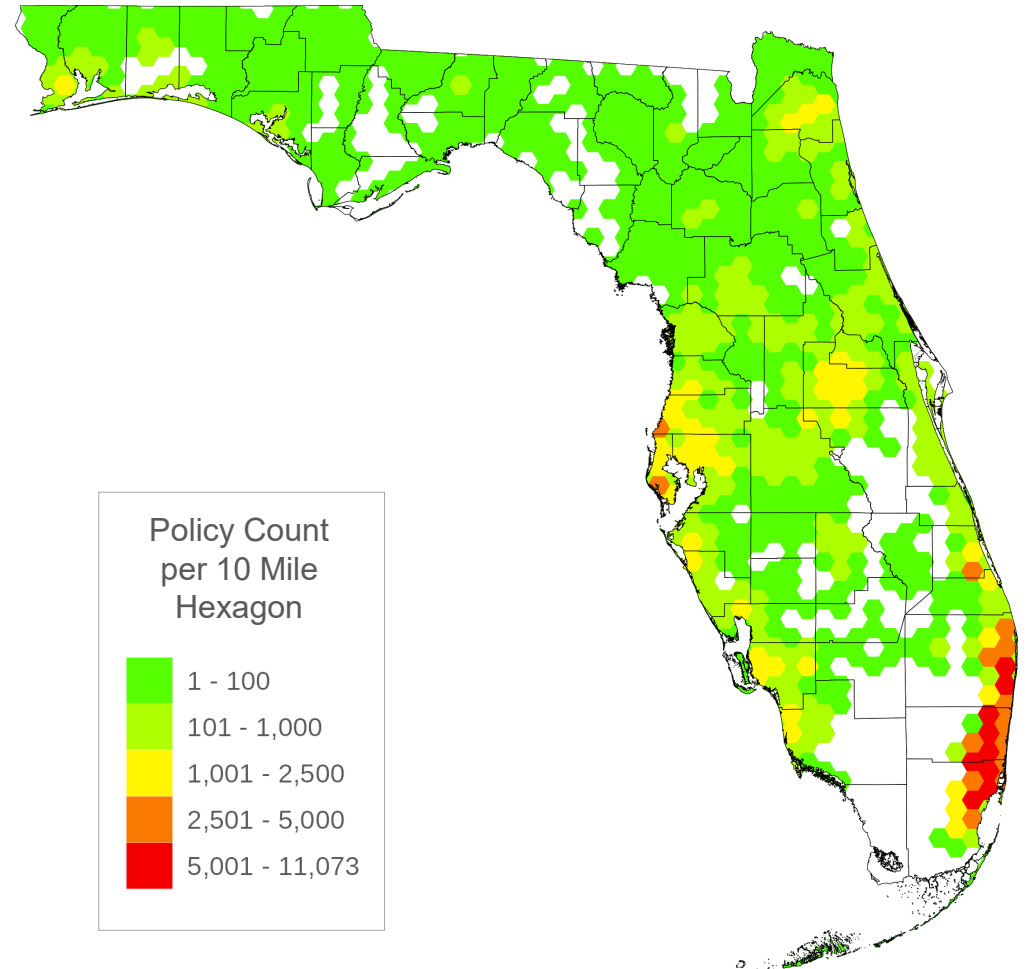 Policy Count
per 10 Mile
Hexagon
1 - 100
101 - 1,000
1,001 - 2,500
2,501 - 5,000
5,001 - 11,073